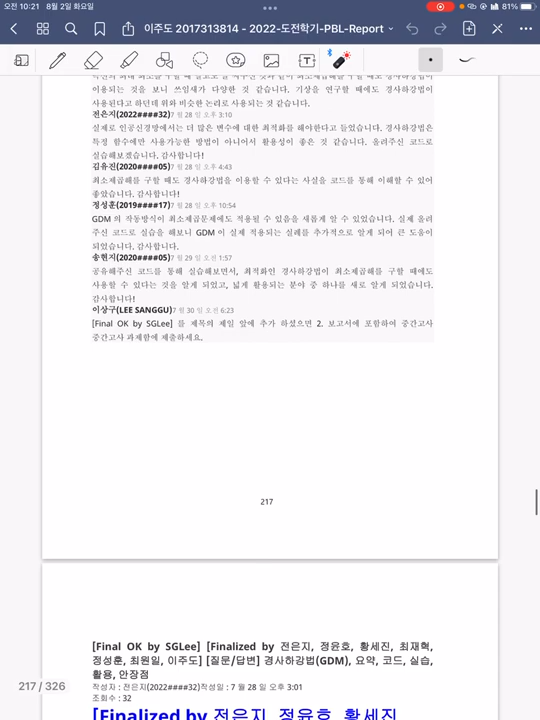 오전 10:21 8월 2일 화요일
81%
이주도 2017313814 - 2022-도전학기-PBL-Report
이용되는 것을 보니 쓰임새가 다양한 것 같습니다. 기상을 연구할 때에도 경사하강법이
사용된다고 하던데 위와 비슷한 논리로 사용되는 것 같습니다.
전은지(2022####32)7월 28일 오후 3:10
실제로 인공신경망에서는 더 많은 변수에 대한 최적화를 해야한다고 들었습니다. 경사하강법은
특정 함수에만 사용가능한 방법이 아니어서 활용성이 좋은 것 같습니다. 올려주신 코드로
실습해보겠습니다. 감사합니다!
김유진(2020####05)7월 28일 오후 4:43
최소제곱해를 구할 때도 경사하강법을 이용할 수 있다는 사실을 코드를 통해 이해할 수 있어
좋았습니다. 감사합니다!
정성훈(2019####17)7월 28일 오후 10:54
GDM 의 작동방식이 최소제곱문제에도 적용될 수 있음을 새롭게 알 수 있었습니다. 실제 올려
주신 코드로 실습을 해보니 GDM 이 실제 적용되는 실례를 추가적으로 알게 되어 큰 도움이
되었습니다. 감사합니다.
송현지(2020####05)7월 29일 오전 1:57
공유해주신 코드를 통해 실습해보면서, 최적화인 경사하강법이 최소제곱해를 구할 때에도
사용할 수 있다는 것을 알게 되었고, 넓게 활용되는 분야 중 하나를 새로 알게 되었습니다.
감사합니다!
이상구(LEE SANGGU)7월 30일 오전 6:23
[Final OK by SGLee] 를 제목의 제일 앞에 추가 하셨으면 2. 보고서에 포함하여 중간고사
중간고사 과제함에 제출하세요.
217
[Final OK by SGLee] [Finalized by 전은지, 정윤호, 황세진, 최재혁,
정성훈, 최원일, 이주도] [질문/답변] 경사하강법(GDM), 요약, 코드, 실습,
활용, 안장점
217 / 326
작성자 : 전은지(2022####32)작성일 : 7월 28일 오후 3:01
조회수 : 32
[Finalized by 전은지, 정윤호, 황세진